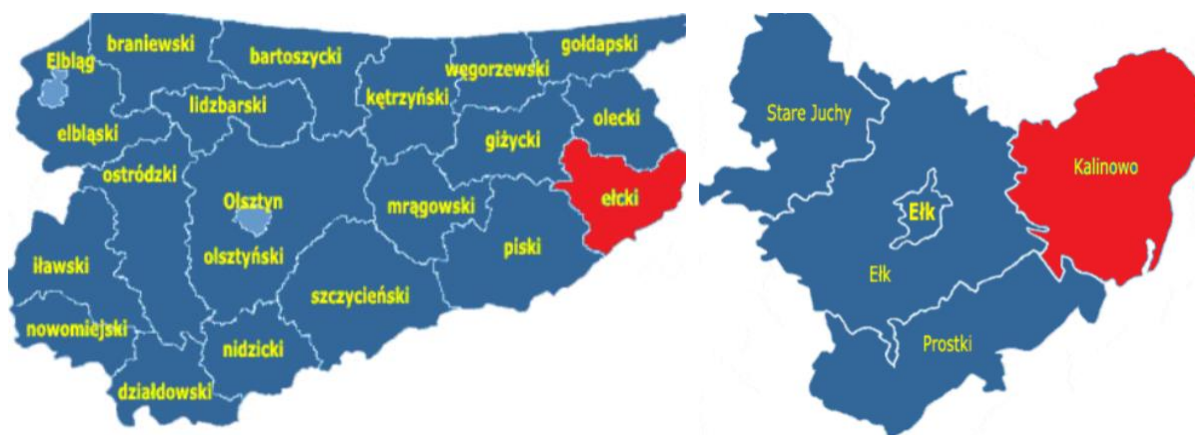 braniewski
Elbląg
bartoszycki
gołdapski
węgorzewski
kętrzyński
lidzbarski
olecki
elbląski
giżycki
ostródzki
ełcki
Olsztyn
mrągowski
piski
olsztyński
iławski
szczycieński
nowomiejski
nidzicki
działdowski
Stare Juchy
Kalinowo
Ełk
Ełk
Prostki